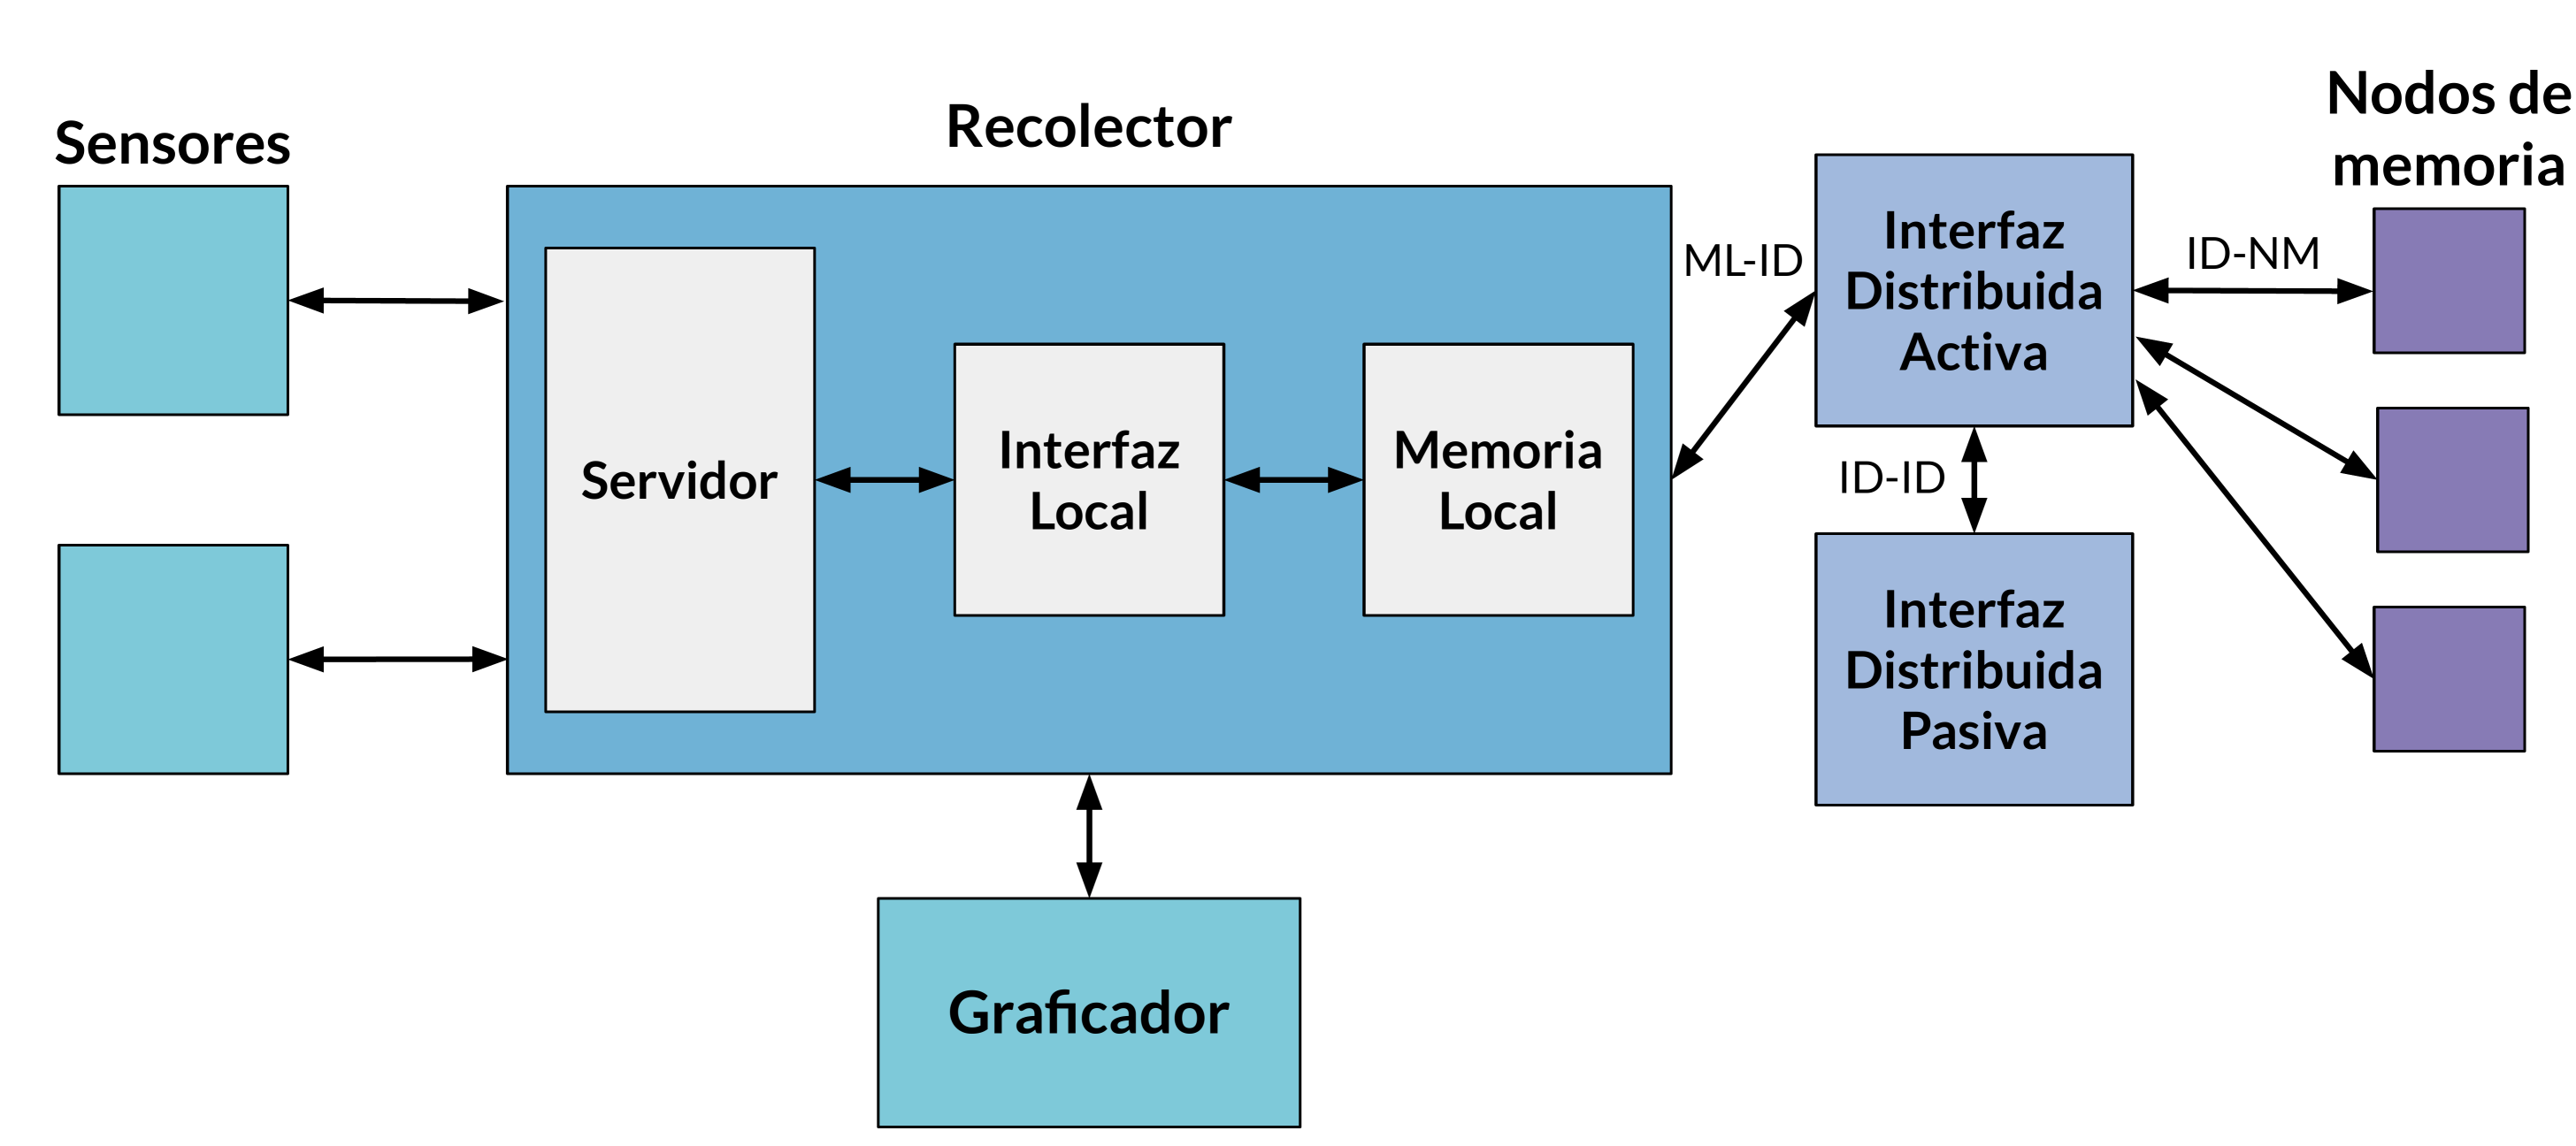 Sensores
Recolector
Nodos de
memoria
Servidor
Interfaz
Local
Memoria
Local
ML-ID
Interfaz
Distribuida
Activa
ID-NM
ID-ID
Interfaz
Distribuida
Pasiva
Graficador